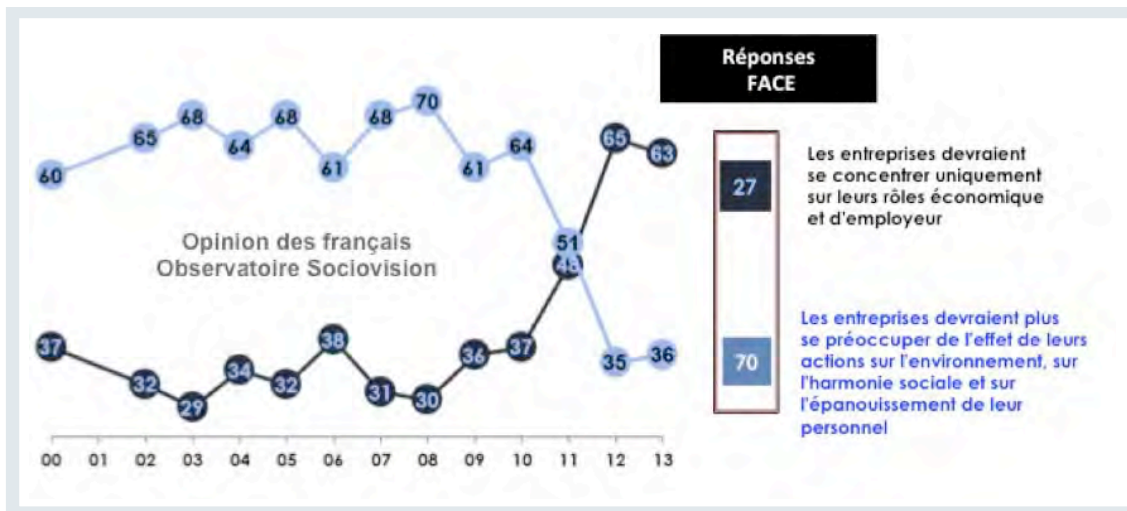 Réponses
FACE
60
65
68
64
68
61
68
70
61
64
51
35
36
37
32
29
34
32
38
31
30
36
37
65
63
Opinion des français
Observatoire Sociovision
00 01 02 03 04 05 06 07 08 09 10 11 12 13
27
Les entreprises devraient
se concentrer uniquement
sur leurs rôles économique
et d'employeur
70
Les entreprises devraient plus
se préoccuper de l'effet de leurs
actions sur l'environnement, sur
l'harmonie sociale et sur
l'épanouissement de leur
personnel